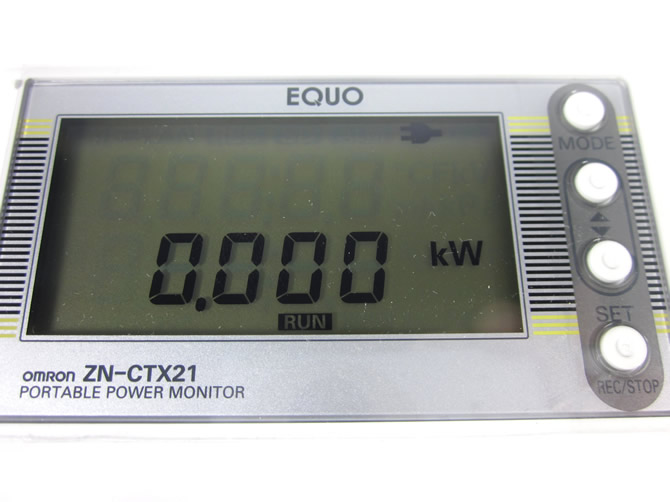 EQUO
MODE
0.000 kW
RUN
SET
OMRON ZN-CTX21
PORTABLE POWER MONITOR
REC/STOP